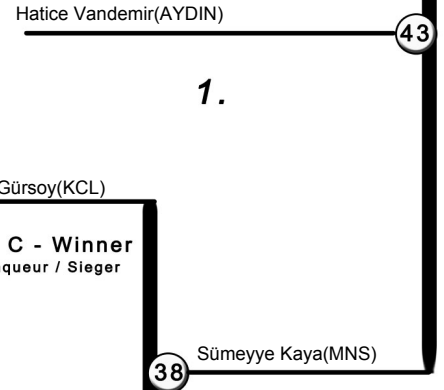 Hatice Vandemir(AYDIN)
43
1.
Gürsoy(KCL)
C - Winner
queur / Sieger
Sümeyye Kaya(MNS)
38